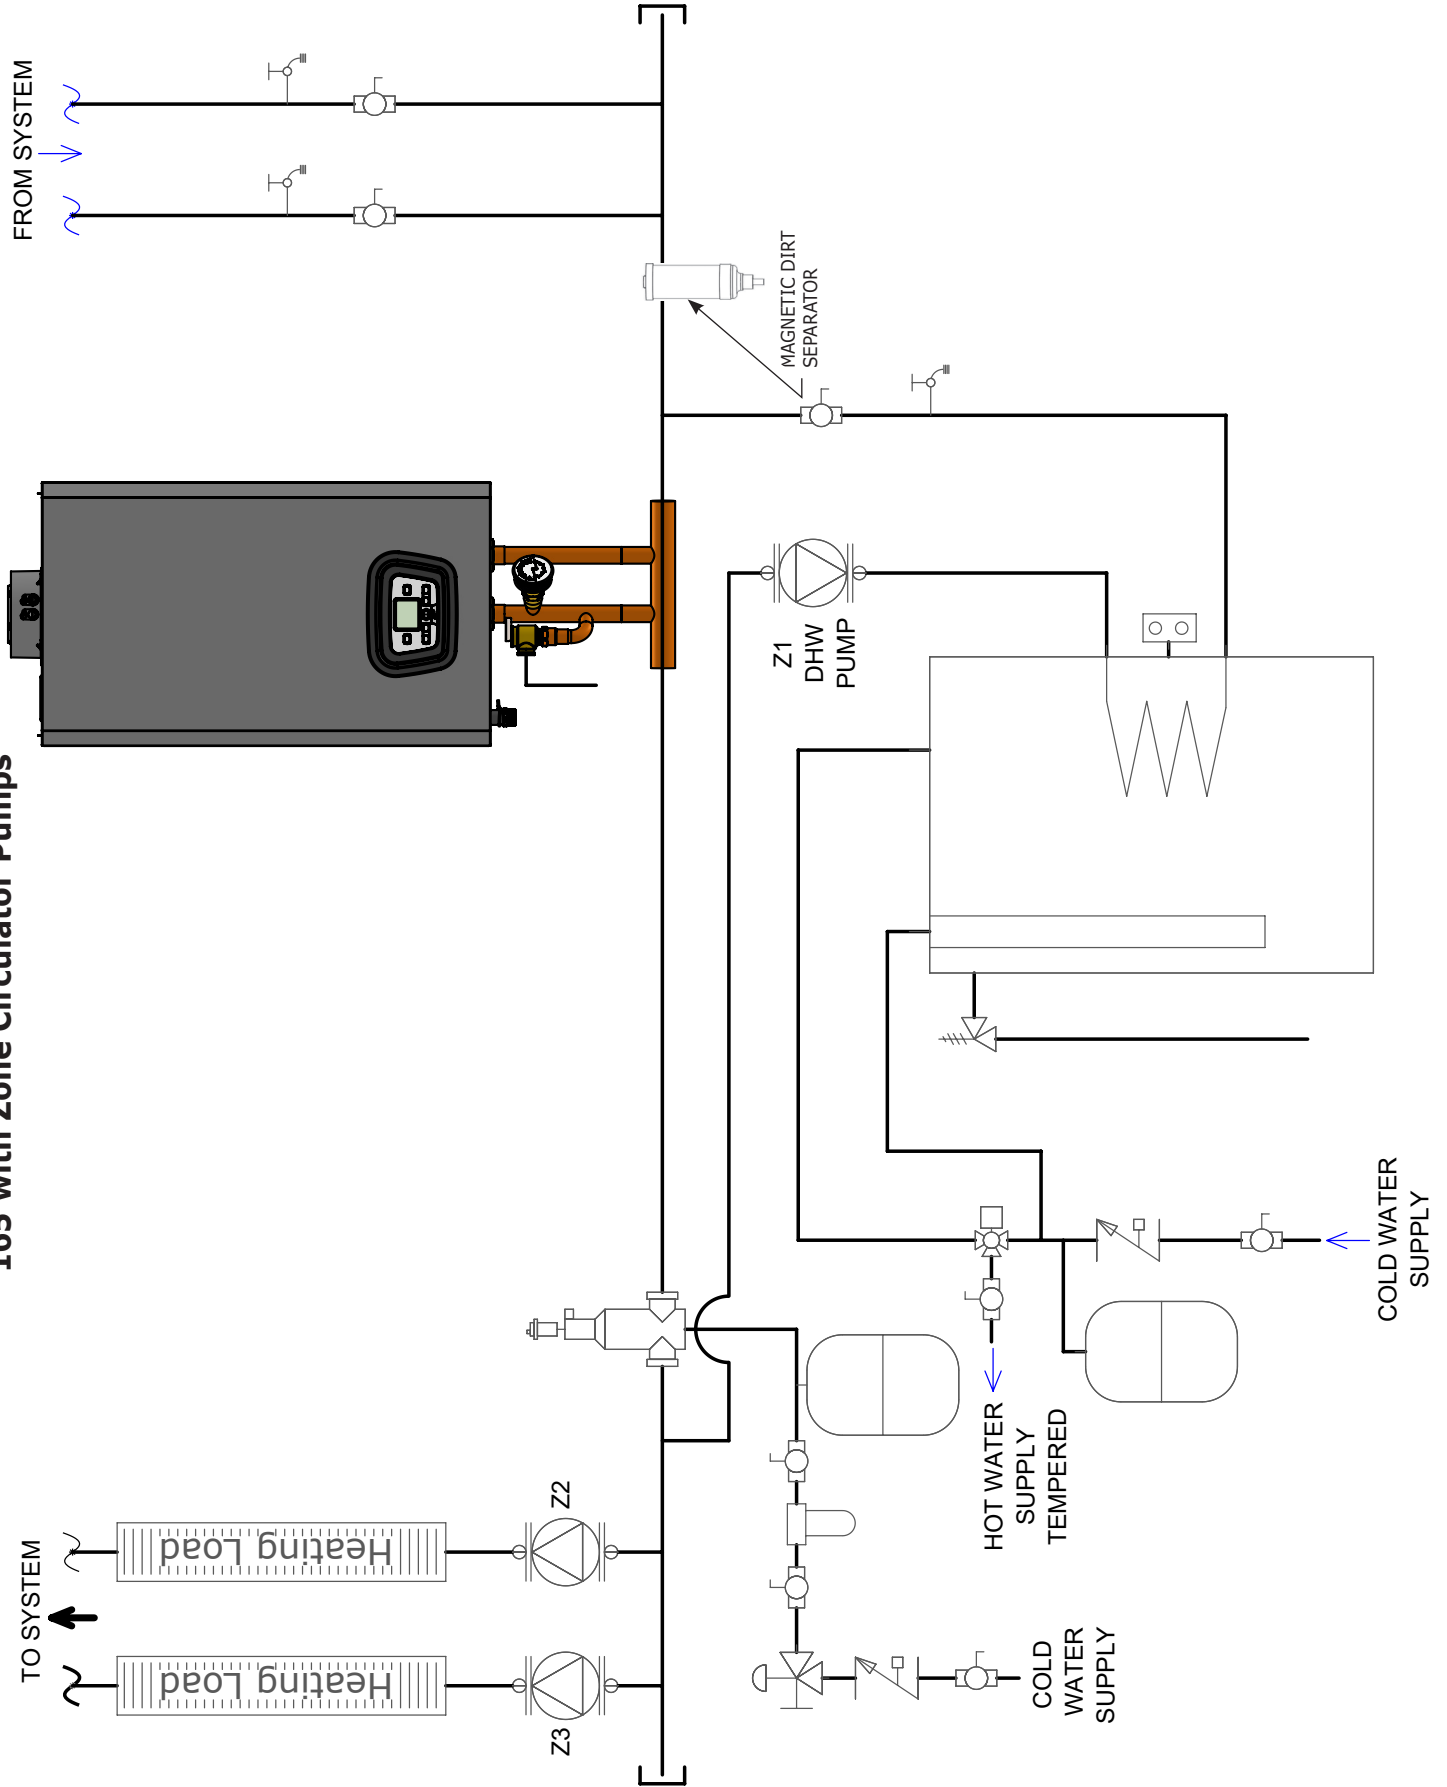 165 with Zone Circulator Pumps
FROM SYSTEM
MAGNETIC DIRT
SEPARATOR
Z1
DHW
PUMP
TO SYSTEM
Heating Load
Heating Load
Z2
Z3
HOT WATER
SUPPLY
TEMPERED
COLD
WATER
SUPPLY
COLD WATER
SUPPLY